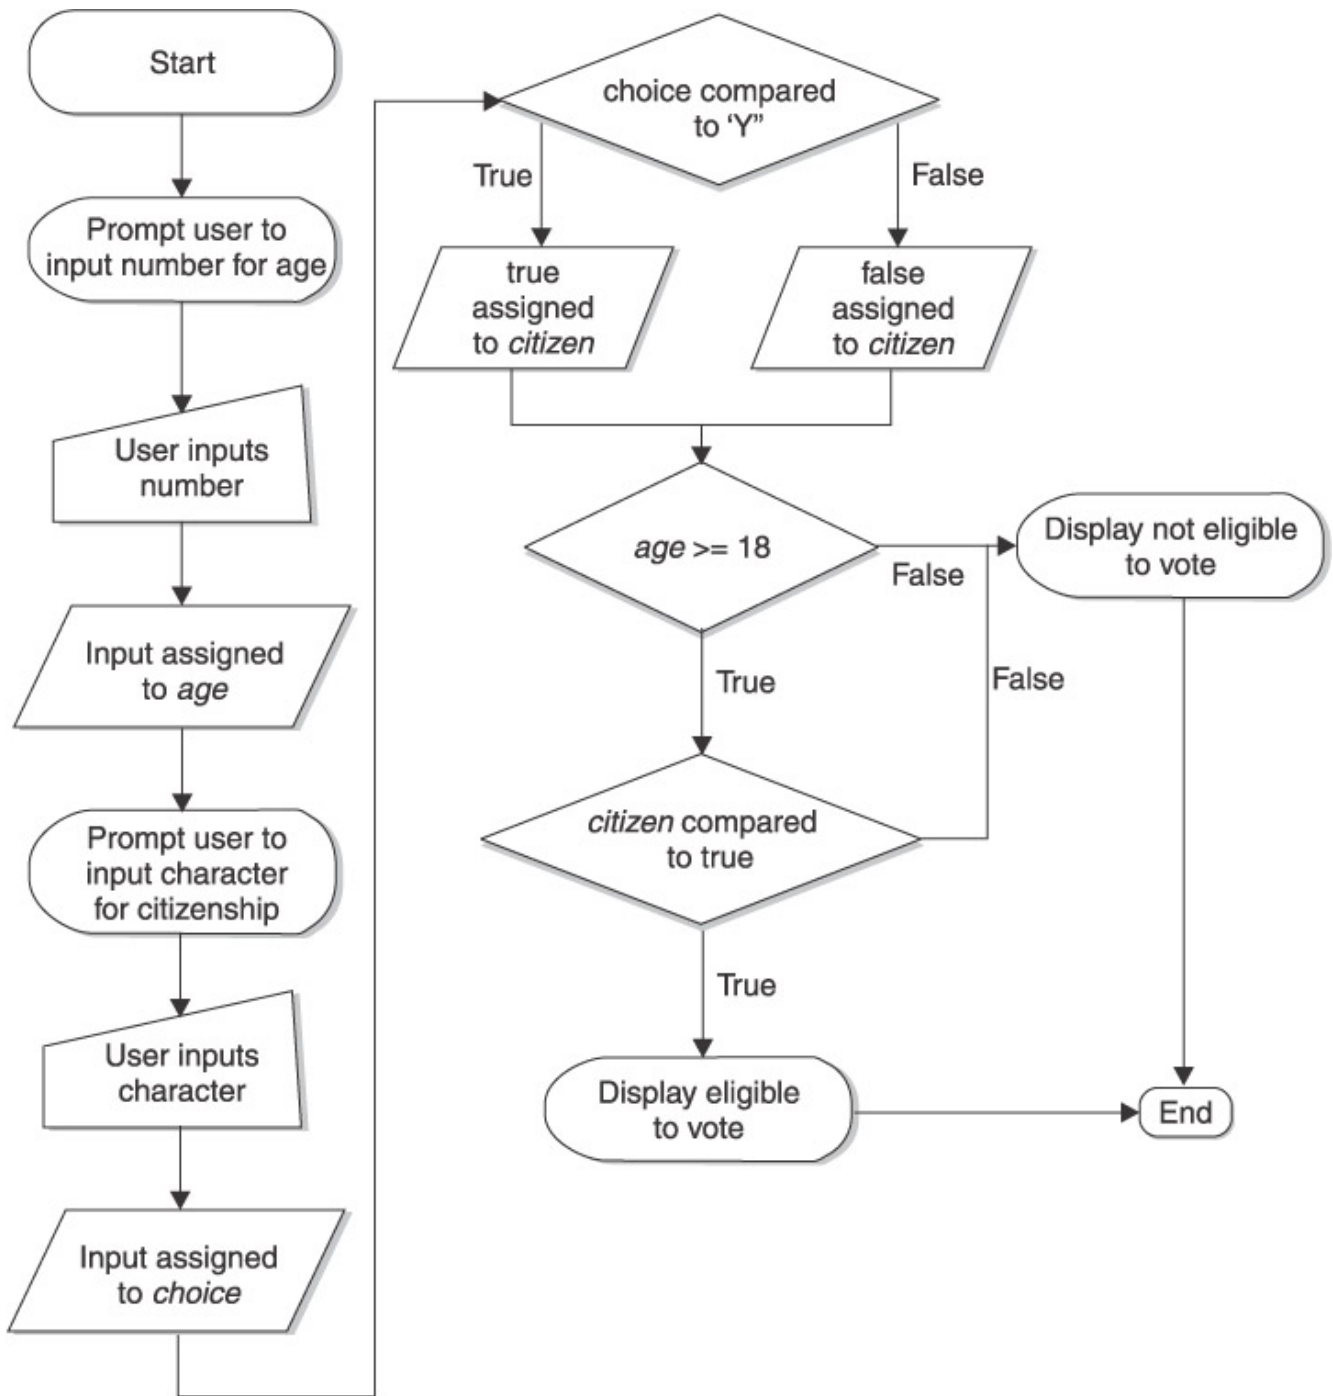 Start
Prompt user to
input number for age
User inputs
number
Input assigned
to age
Prompt user to
input character
for citizenship
User inputs
character
Input assigned
to choice
choice compared
to ‘Y”
True
False
true
assigned
to citizen
false
assigned
to citizen
age >= 18
False
Display not eligible
to vote
True
False
citizen compared
to true
True
Display eligible
to vote
End